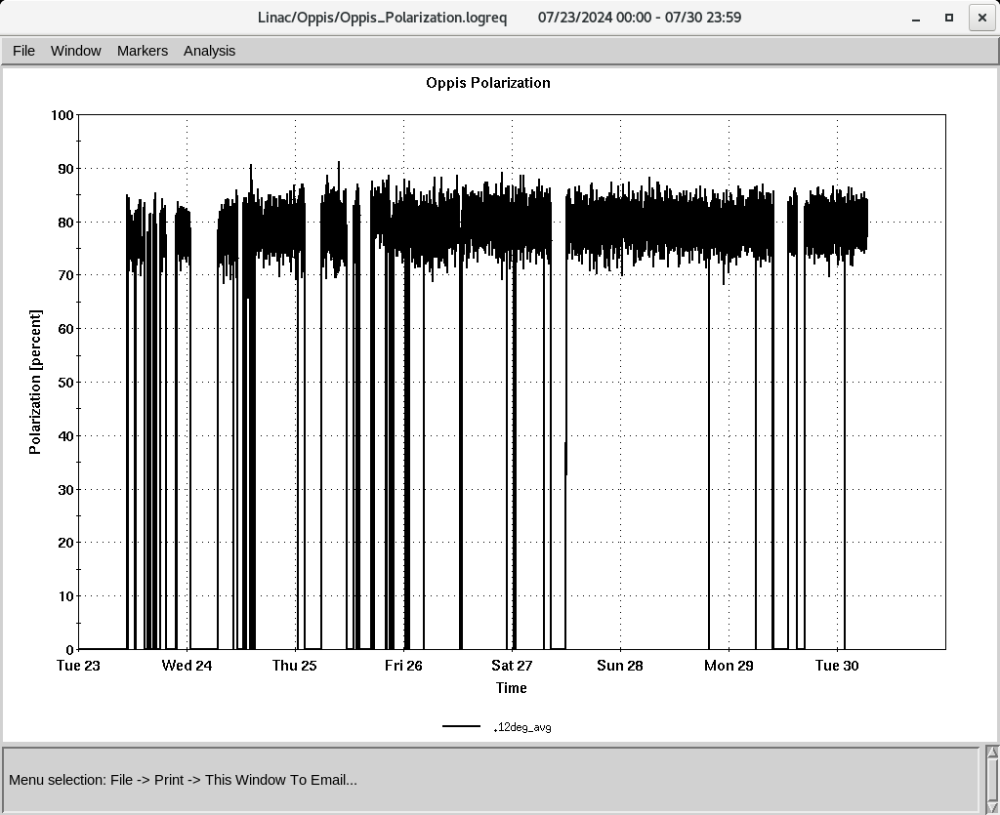 Linac/Oppis/Oppis_Polarization.logreq 07/23/2024 00:00 - 07/30 23:59
File Window Markers Analysis
Oppis Polarization
100
90
80
70
60
50
40
30
20
10
0
Polarization [percent]
Tue 23 Wed 24 Thu 25 Fri 26 Sat 27 Sun 28 Mon 29 Tue 30
Time
.12deg_avg
Menu selection: File -> Print -> This Window To Email...